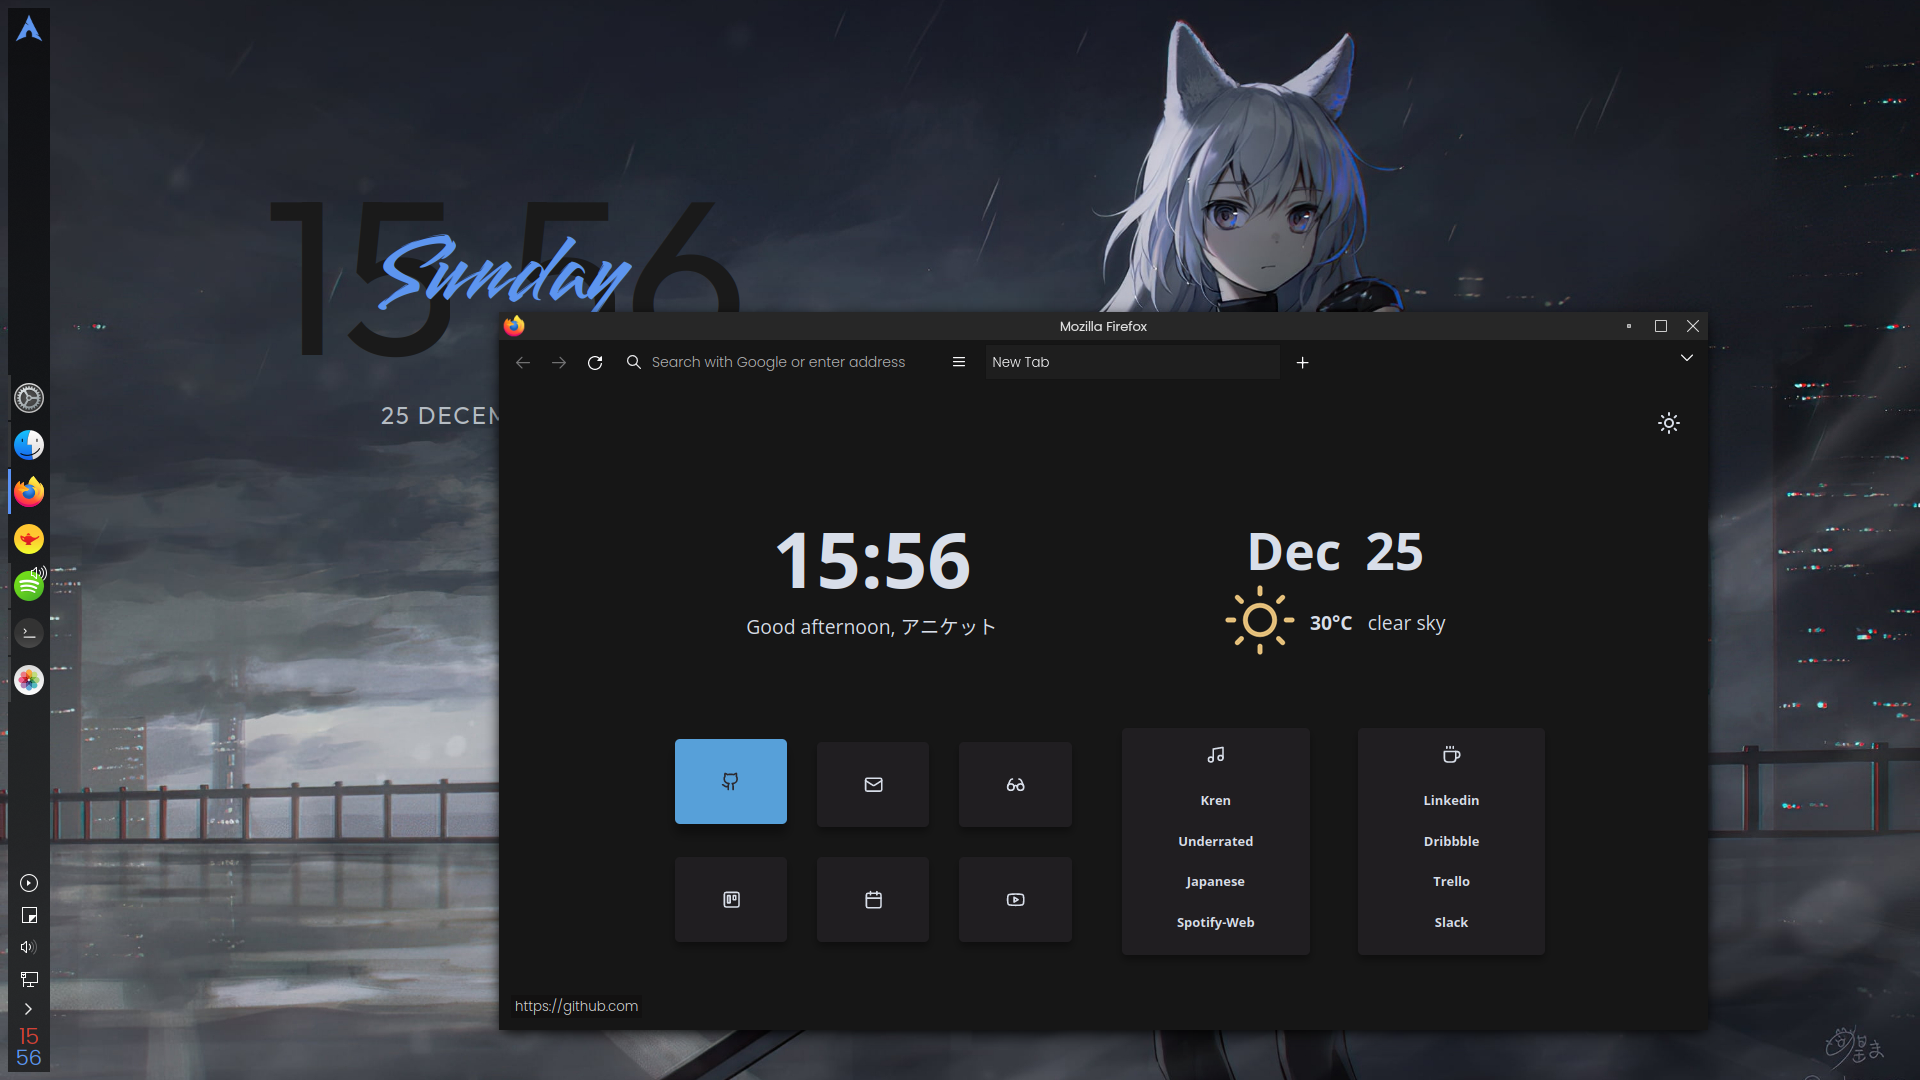 15 56
Sunday
25 DECEM
Mozilla Firefox
Search with Google or enter address
New Tab
15:56
Good afternoon, アニケット
Dec 25
30°C clear sky
Kren
Underrated
Japanese
Spotify-Web
Linkedin
Dribbble
Trello
Slack
https://github.com
15
56